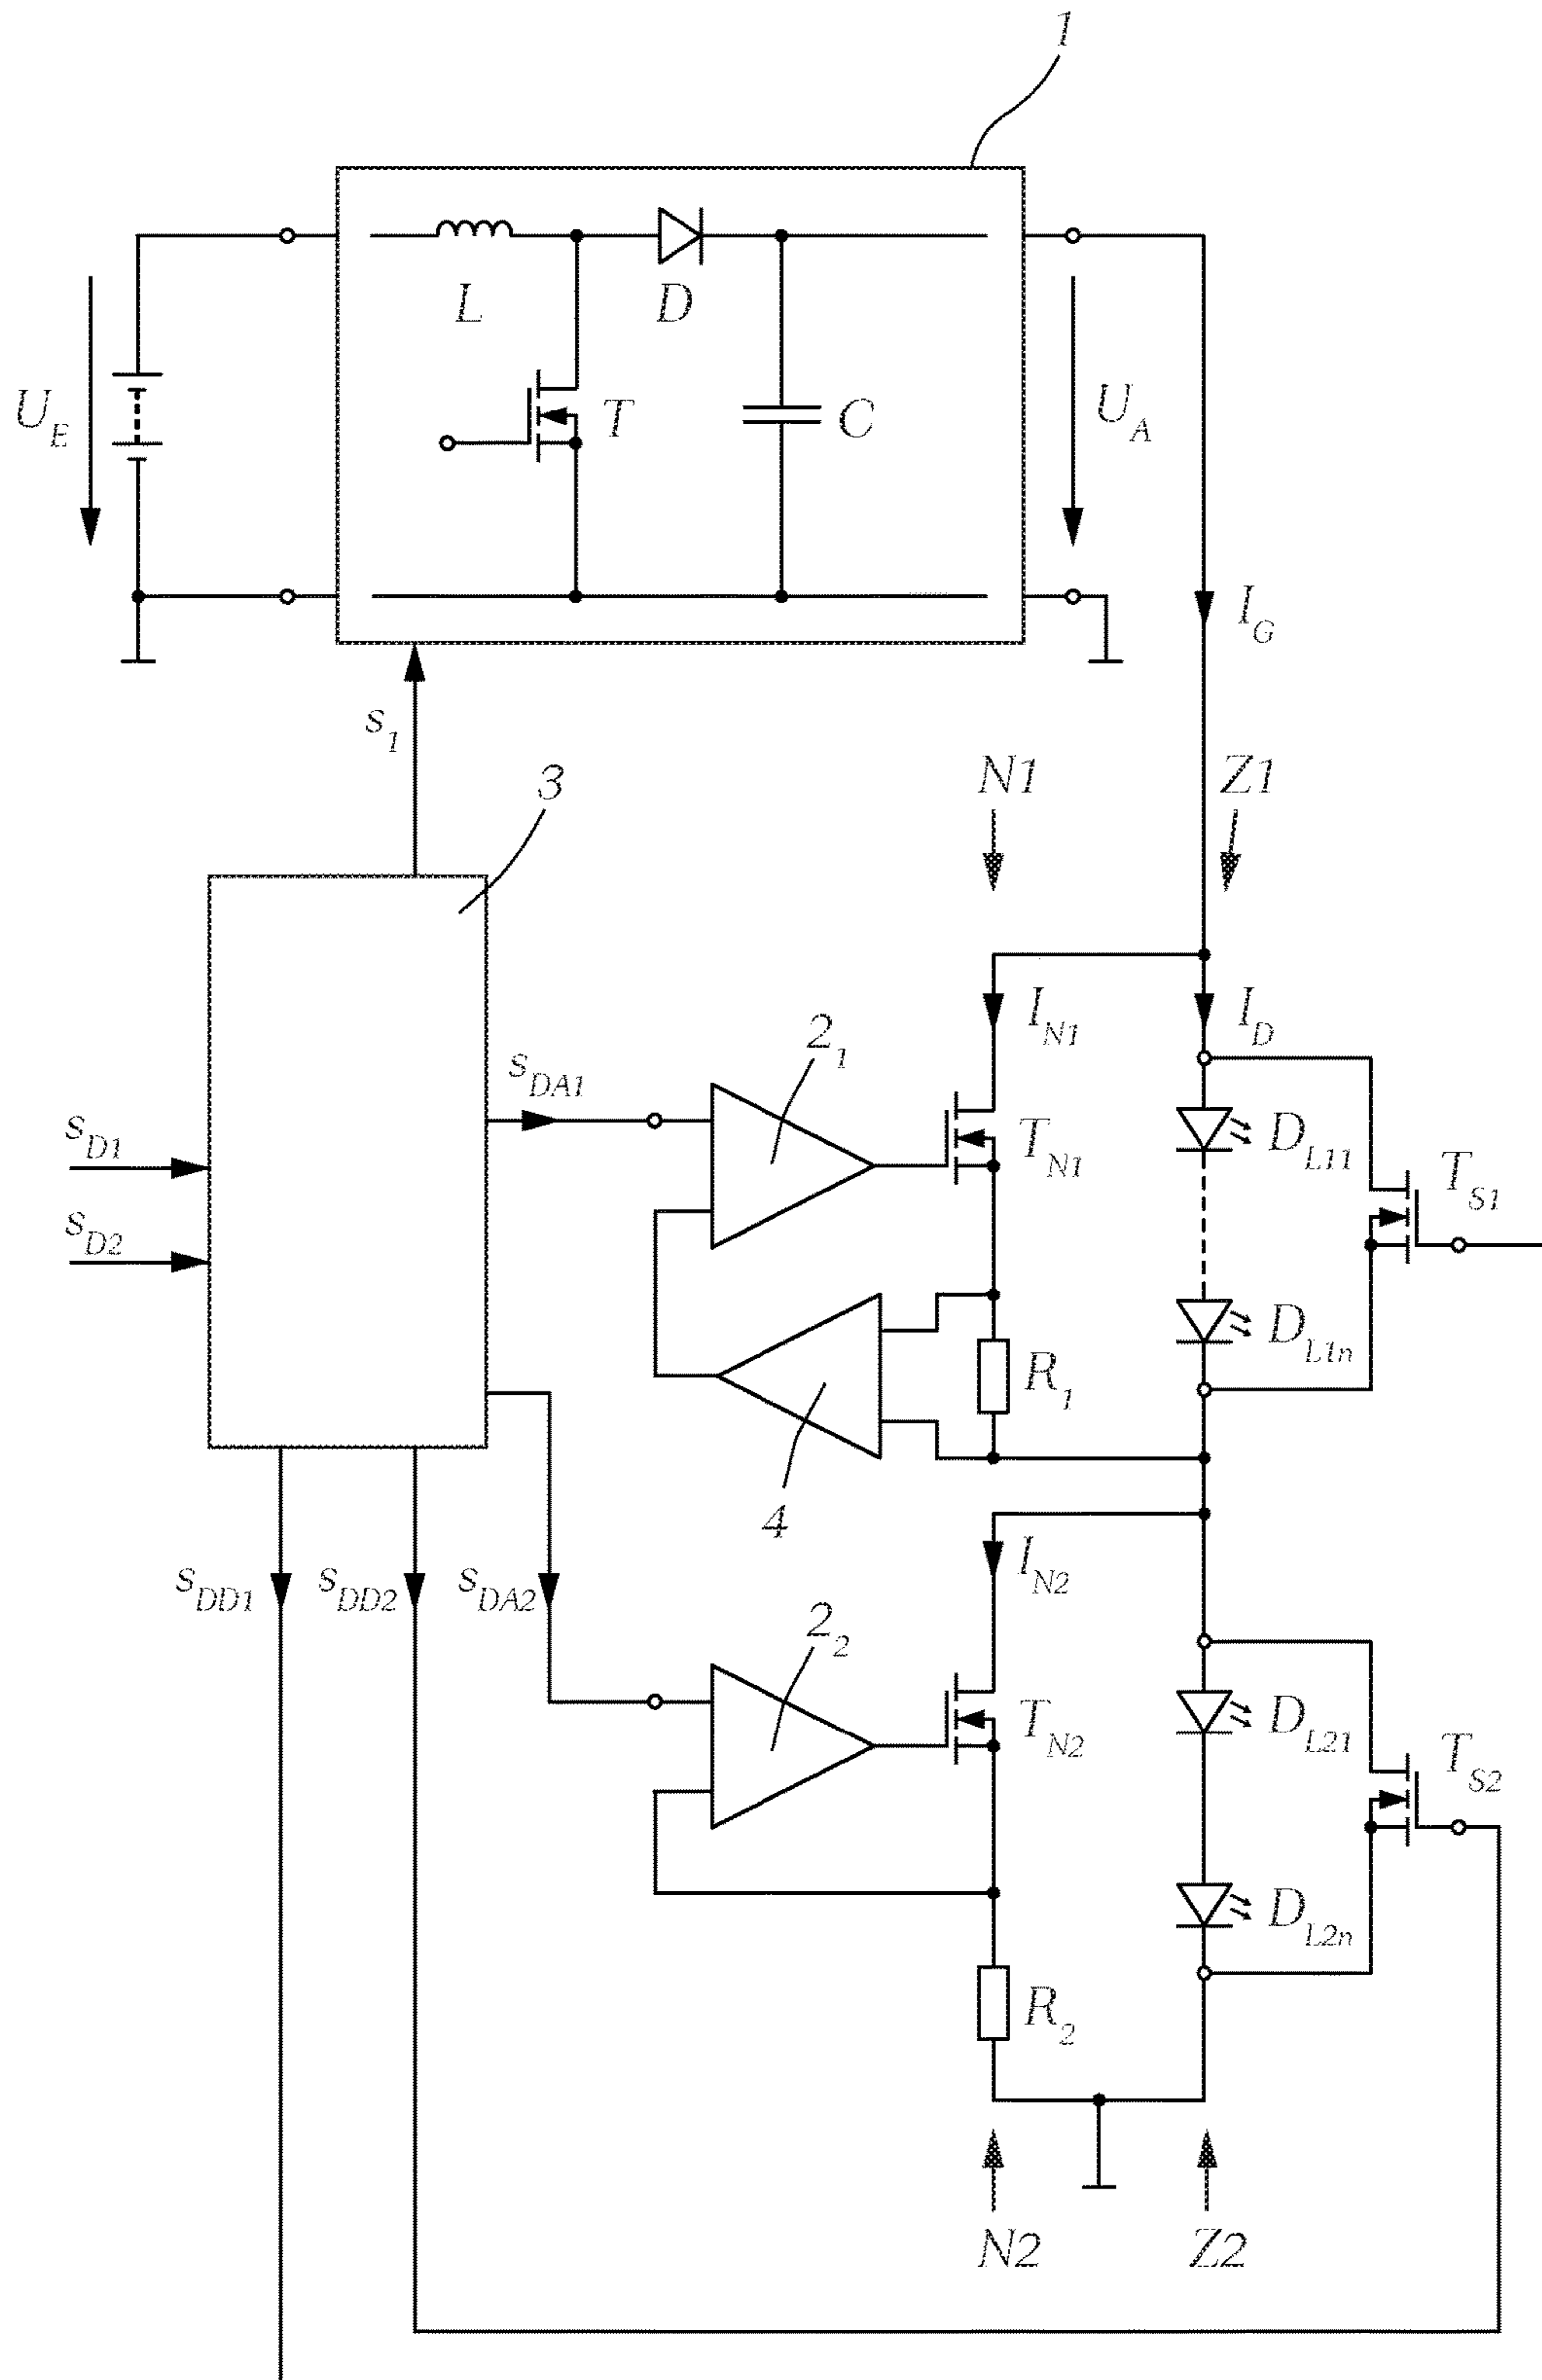 1
L
D
U_E
T
C
U_A
I_G
s_1
3
N1
Z1
I_N1
I_D
2_1
s_DA1
s_D1
T_N1
D_L11
T_S1
s_D2
D_L1n
R_1
4
I_N2
s_DD1
s_DD2
s_DA2
2_2
T_N2
D_L21
T_S2
D_L2n
R_2
N2
Z2